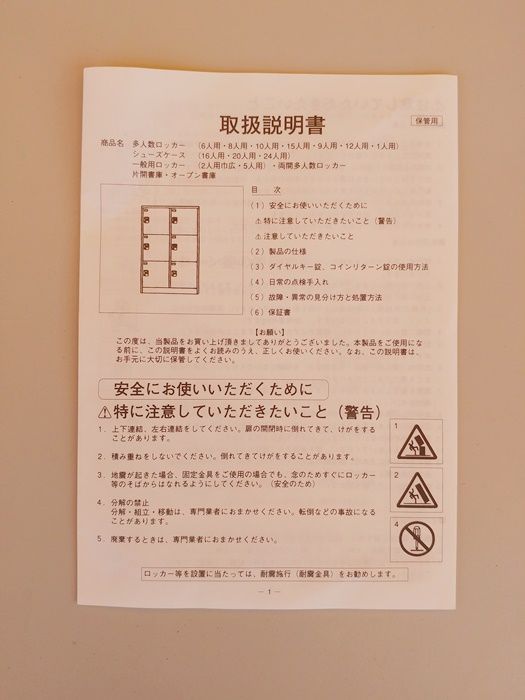 取扱説明書
保管用
商品名 多人数ロッカー （6人用・8人用・10人用・15人用・9人用・12人用・1人用）
シューズケース （16人用・20人用・24人用）
一般用ロッカー （2人用巾広・5人用）・両開多人数ロッカー
片開書庫・オープン書庫
目 次
（1）安全にお使いいただくために
⚠特に注意していただきたいこと（警告）
⚠注意していただきたいこと
（2）製品の仕様
（3）ダイヤルキー錠、コインリターン錠の使用方法
（4）日常の点検手入れ
（5）故障・異常の見分け方と処置方法
（6）保証書
【お願い】
この度は、当製品をお買い上げ頂きましてありがとうございました。本製品をご使用にな
る前に、この説明書をよくお読みのうえ、正しくお使いください。なお、この説明書は、
お手元に大切に保管してください。
安全にお使いいただくために
⚠特に注意していただきたいこと（警告）
1．上下連結、左右連結をしてください。扉の開閉時に倒れてきて、けがをする
ことがあります。
2．積み重ねをしないでください。倒れてきてけがをすることがあります。
3．地震が起きた場合、固定金具をご使用の場合でも、念のためすぐにロッカー
等のそばからはなれるようにしてください。（安全のため）
4．分解の禁止
分解・組立・移動は、専門業者におまかせください。転倒などの事故になる
ことがあります。
5．廃棄するときは、専門業者におまかせください。
1
2
4
ロッカー等を設置に当たっては、耐震施行（耐震金具）をお勧めします。
― 1 ―